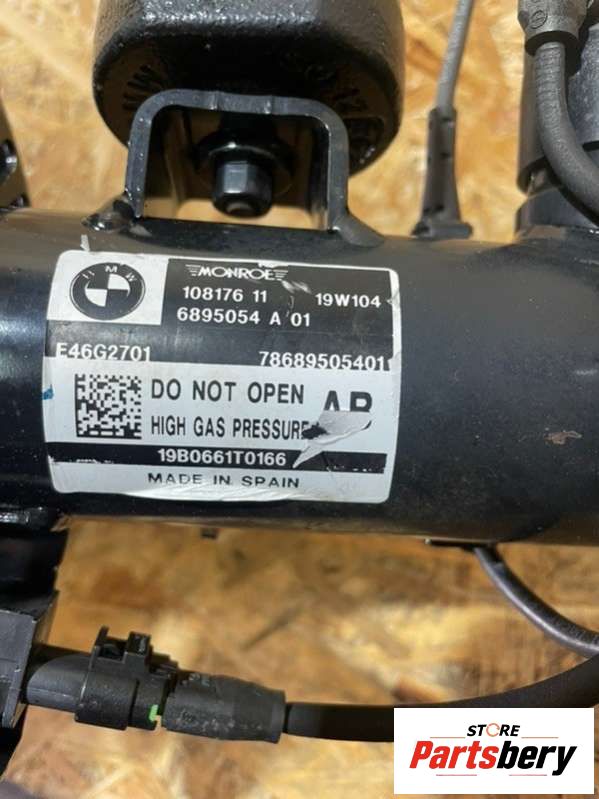 BMW
MONROE
108176 11 19W104
6895054 A 01
E46G2701 78689505401
DO NOT OPEN
HIGH GAS PRESSURE
19B0661T0166
MADE IN SPAIN
STORE
Partsbery